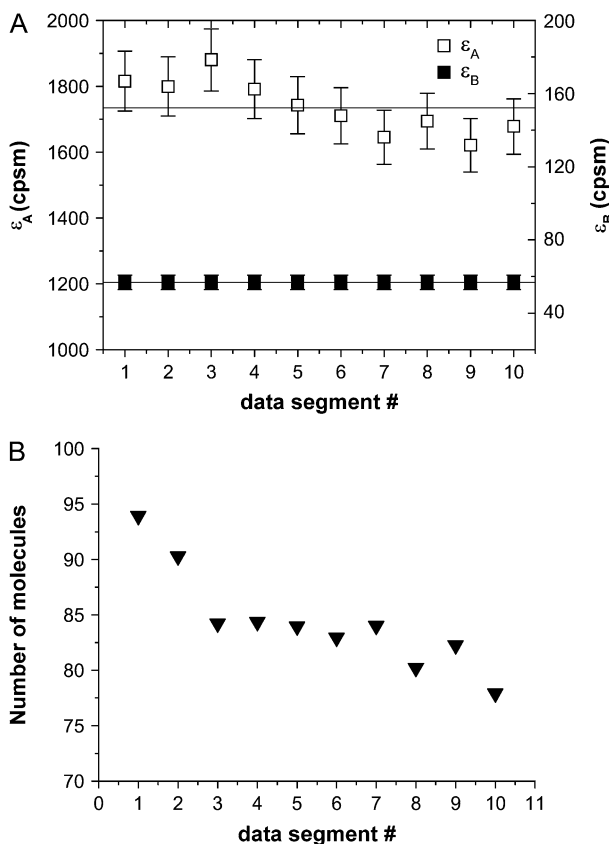 A
2000
1800
1600
1400
1200
1000
εA (cpsm)
200
160
120
80
40
εB (cpsm)
εA
εB
1 2 3 4 5 6 7 8 9 10
data segment #
B
100
95
90
85
80
75
70
Number of molecules
0 1 2 3 4 5 6 7 8 9 10 11
data segment #